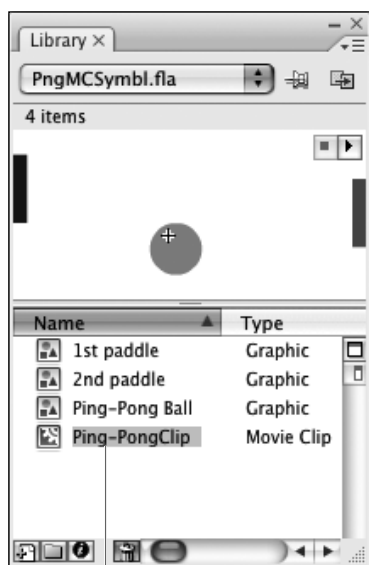 Library
PngMCSymbl.fla
4 items
Name Type
1st paddle Graphic
2nd paddle Graphic
Ping-Pong Ball Graphic
Ping-PongClip Movie Clip